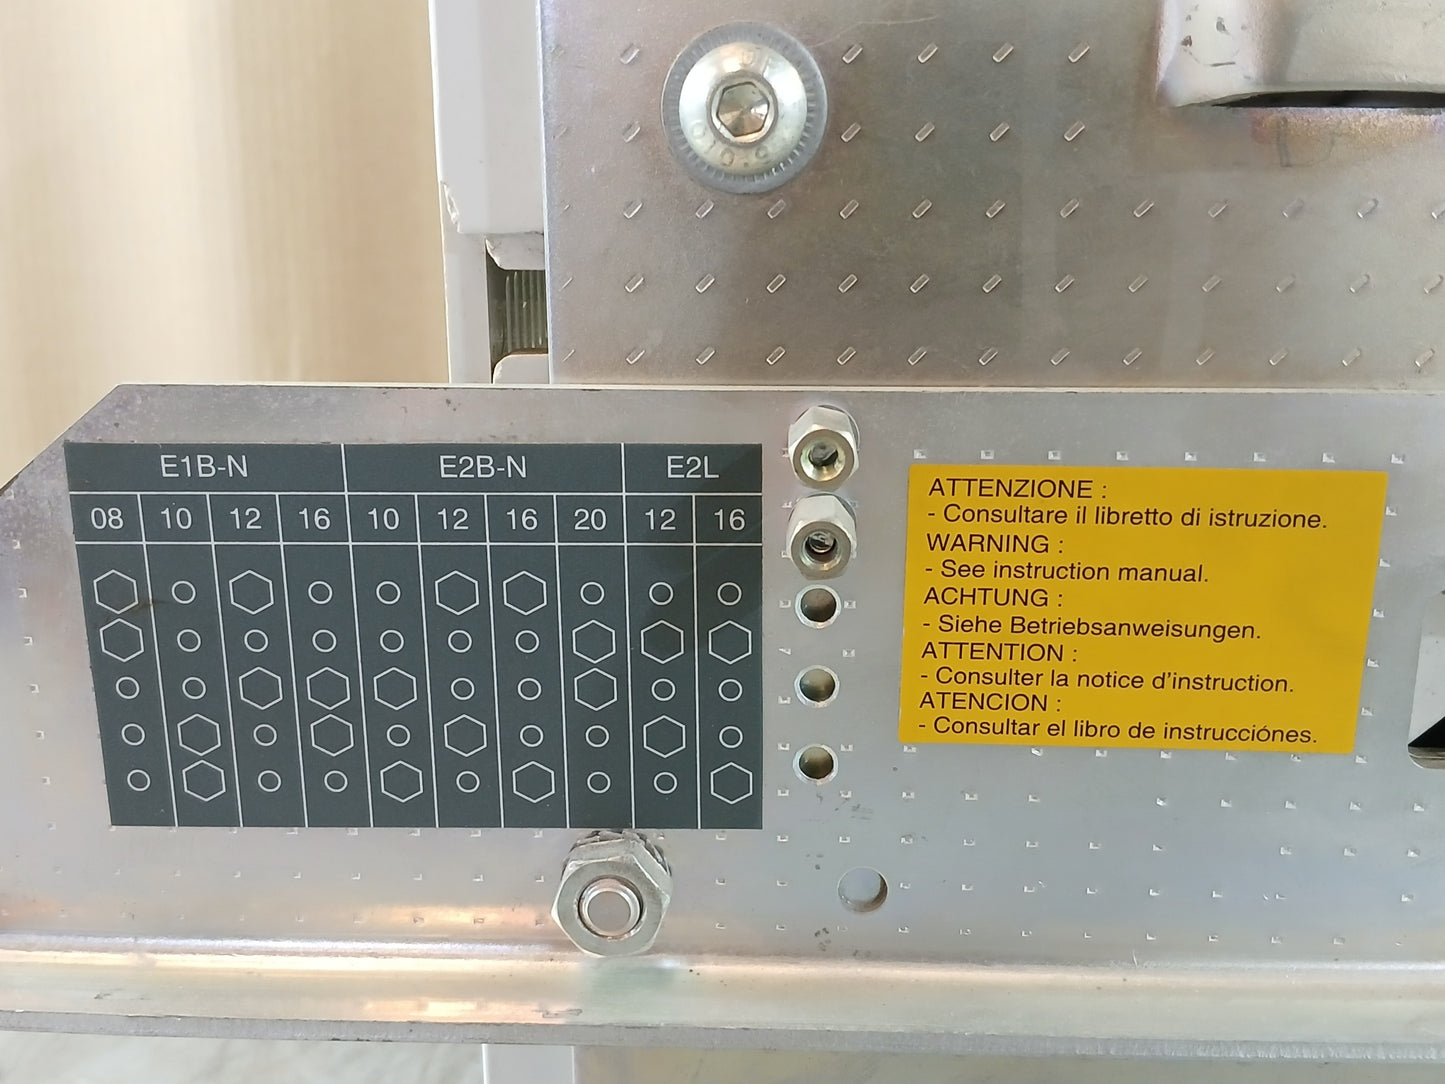 E1B-N E2B-N E2L
08 10 12 16 10 12 16 20 12 16
ATTENZIONE :
- Consultare il libretto di istruzione.
WARNING :
- See instruction manual.
ACHTUNG :
- Siehe Betriebsanweisungen.
ATTENTION :
- Consulter la notice d'instruction.
ATENCION :
- Consultar el libro de instrucciónes.